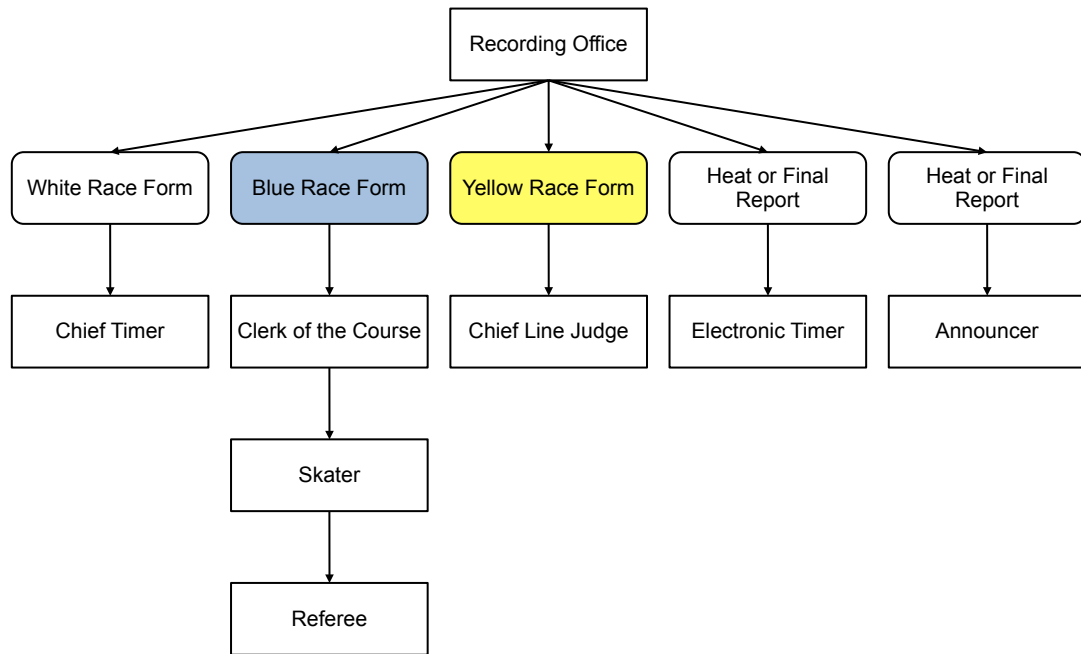 Recording Office
White Race Form
Blue Race Form
Yellow Race Form
Heat or Final
Report
Heat or Final
Report
Chief Timer
Clerk of the Course
Chief Line Judge
Electronic Timer
Announcer
Skater
Referee